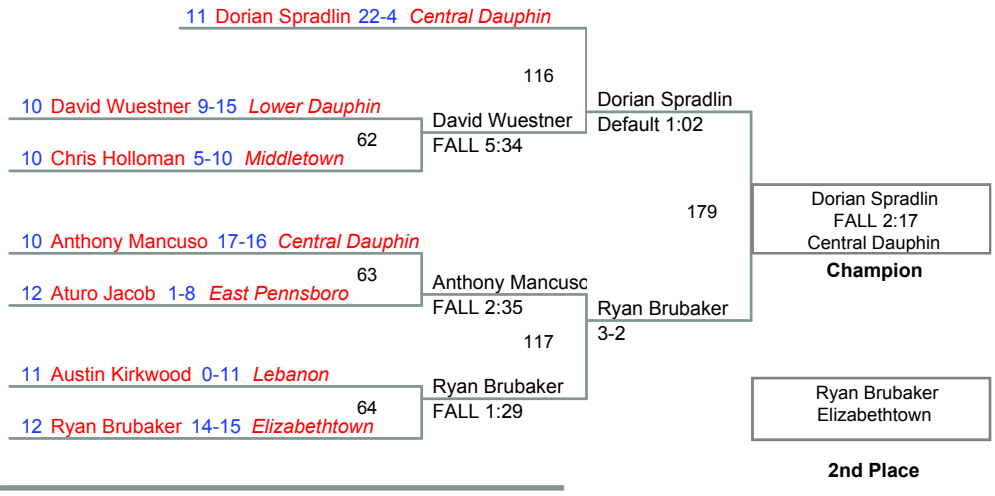 11 Dorian Spradlin 22-4 Central Dauphin
116
10 David Wuestner 9-15 Lower Dauphin
Dorian Spradlin
Default 1:02
David Wuestner
FALL 5:34
62
10 Chris Holloman 5-10 Middletown
179
Dorian Spradlin
FALL 2:17
Central Dauphin
Champion
10 Anthony Mancuso 17-16 Central Dauphin
63
Anthony Mancuso
FALL 2:35
12 Aturo Jacob 1-8 East Pennsboro
Ryan Brubaker
3-2
117
11 Austin Kirkwood 0-11 Lebanon
Ryan Brubaker
FALL 1:29
64
12 Ryan Brubaker 14-15 Elizabethtown
Ryan Brubaker
Elizabethtown
2nd Place